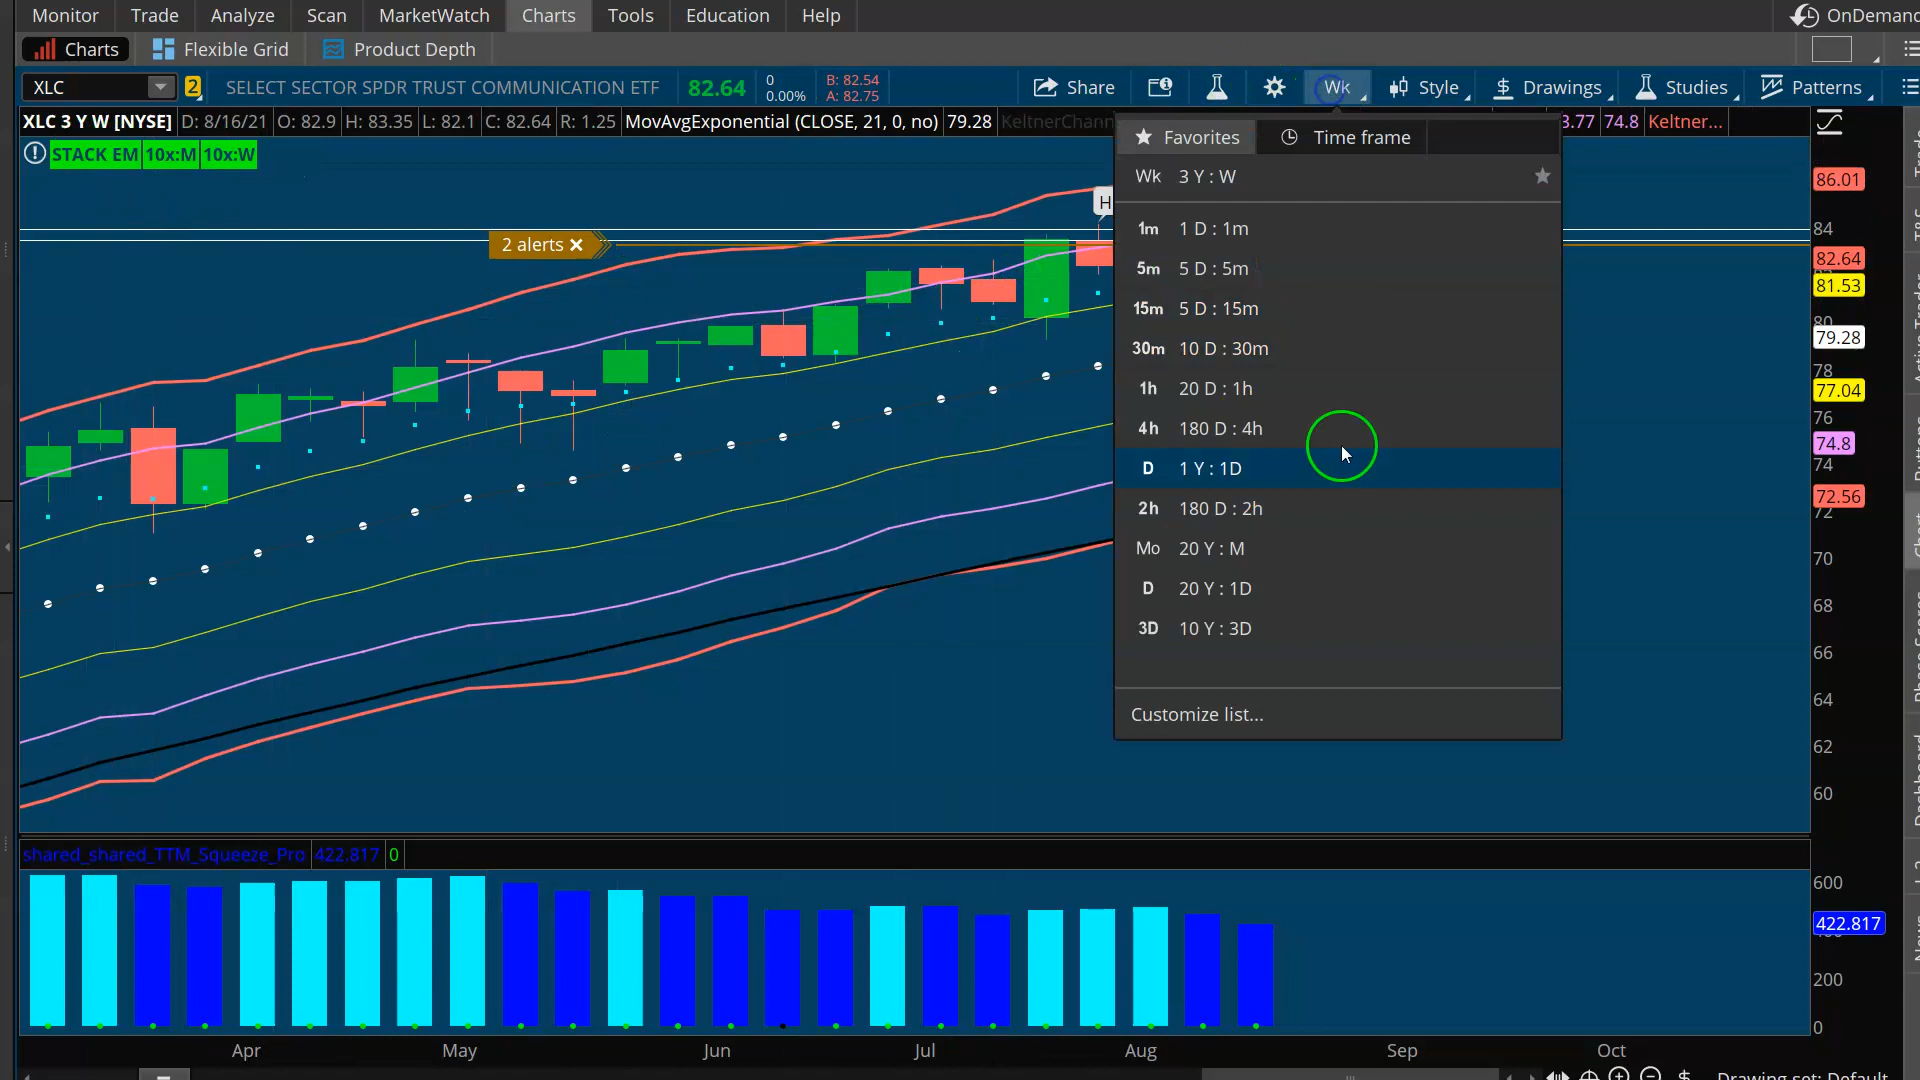 Monitor Trade Analyze Scan MarketWatch Charts Tools Education Help OnDemand
Charts Flexible Grid Product Depth
XLC 2 SELECT SECTOR SPDR TRUST COMMUNICATION ETF 82.64 0 0.00% B: 82.54 A: 82.75 Share Wk Style $ Drawings Studies Patterns
XLC 3 Y W [NYSE] D: 8/16/21 O: 82.9 H: 83.35 L: 82.1 C: 82.64 R: 1.25 MovAvgExponential (CLOSE, 21, 0, no) 79.28 KeltnerChann 3.77 74.8 Keltner...
STACK EM 10x:M 10x:W
Favorites Time frame
Wk 3 Y : W
1m 1 D : 1m
5m 5 D : 5m
15m 5 D : 15m
30m 10 D : 30m
1h 20 D : 1h
4h 180 D : 4h
D 1 Y : 1D
2h 180 D : 2h
Mo 20 Y : M
D 20 Y : 1D
3D 10 Y : 3D
Customize list...
2 alerts
H
86.01
84
82.64
81.53
80
79.28
78
77.04
76
74.8
74
72.56
72
70
68
66
64
62
60
shared_shared_TTM_Squeeze_Pro 422.817 0
600
422.817
200
0
Apr May Jun Jul Aug Sep Oct
$ Drawing set: Default